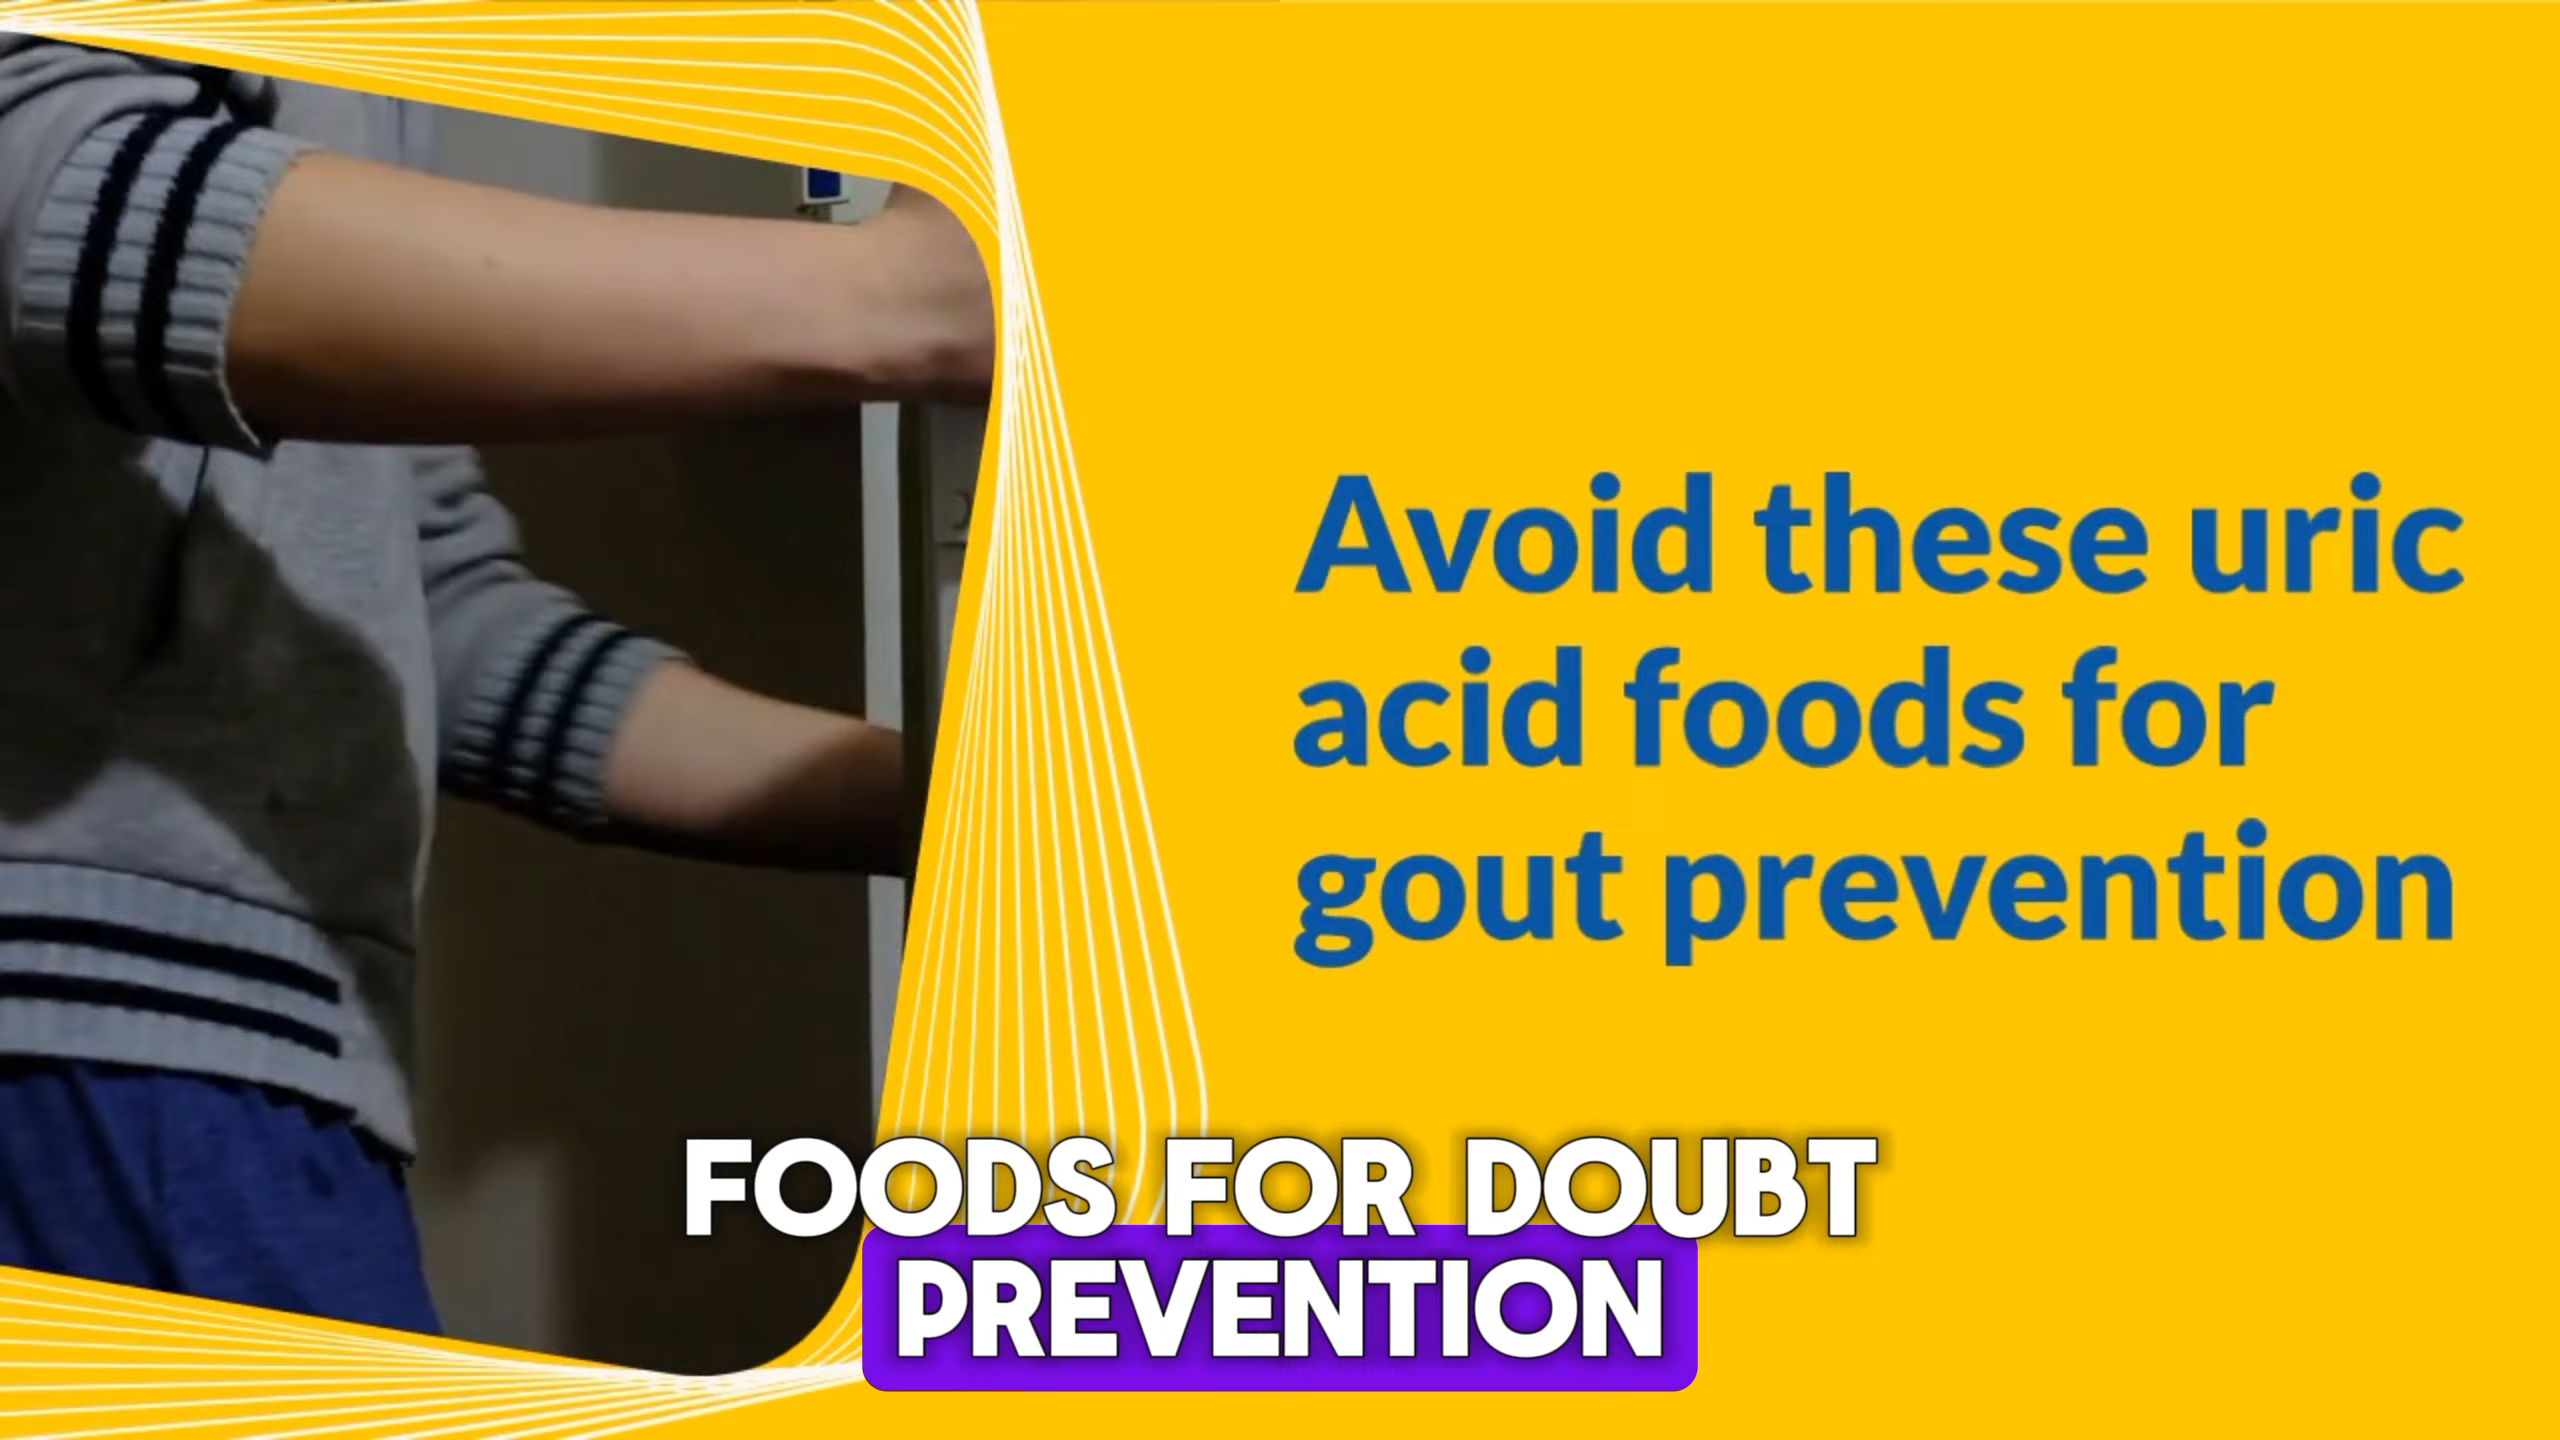 Avoid these uric
acid foods for
gout prevention
FOODS FOR DOUBT
PREVENTION